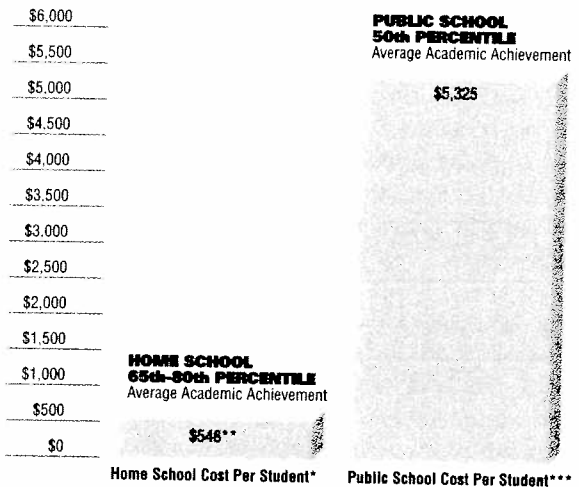 $6,000
$5,500
$5,000
$4,500
$4,000
$3,500
$3,000
$2,500
$2,000
$1,500
$1,000
$500
$0
HOME SCHOOL
65th-80th PERCENTILE
Average Academic Achievement
$546**
Home School Cost Per Student*
PUBLIC SCHOOL
50th PERCENTILE
Average Academic Achievement
$5,325
Public School Cost Per Student***